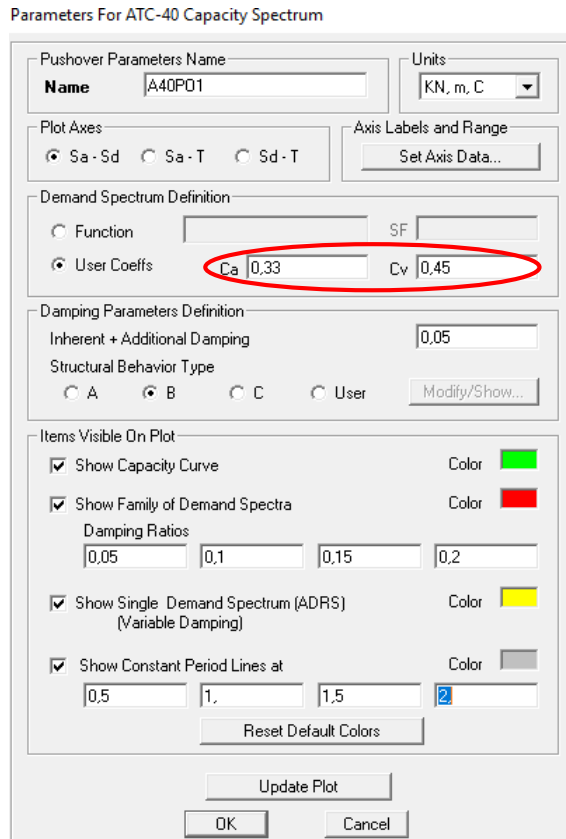 Parameters For ATC-40 Capacity Spectrum
Pushover Parameters Name
Name A40PO1
Units
KN, m, C
Plot Axes
Sa - Sd Sa - T Sd - T
Axis Labels and Range
Set Axis Data...
Demand Spectrum Definition
Function SF
User Coeffs Ca 0,33 Cv 0,45
Damping Parameters Definition
Inherent + Additional Damping 0,05
Structural Behavior Type
A B C User Modify/Show...
Items Visible On Plot
Show Capacity Curve Color
Show Family of Demand Spectra Color
Damping Ratios
0,05 0,1 0,15 0,2
Show Single Demand Spectrum (ADRS) Color
(Variable Damping)
Show Constant Period Lines at Color
0,5 1, 1,5 2,
Reset Default Colors
Update Plot
OK Cancel